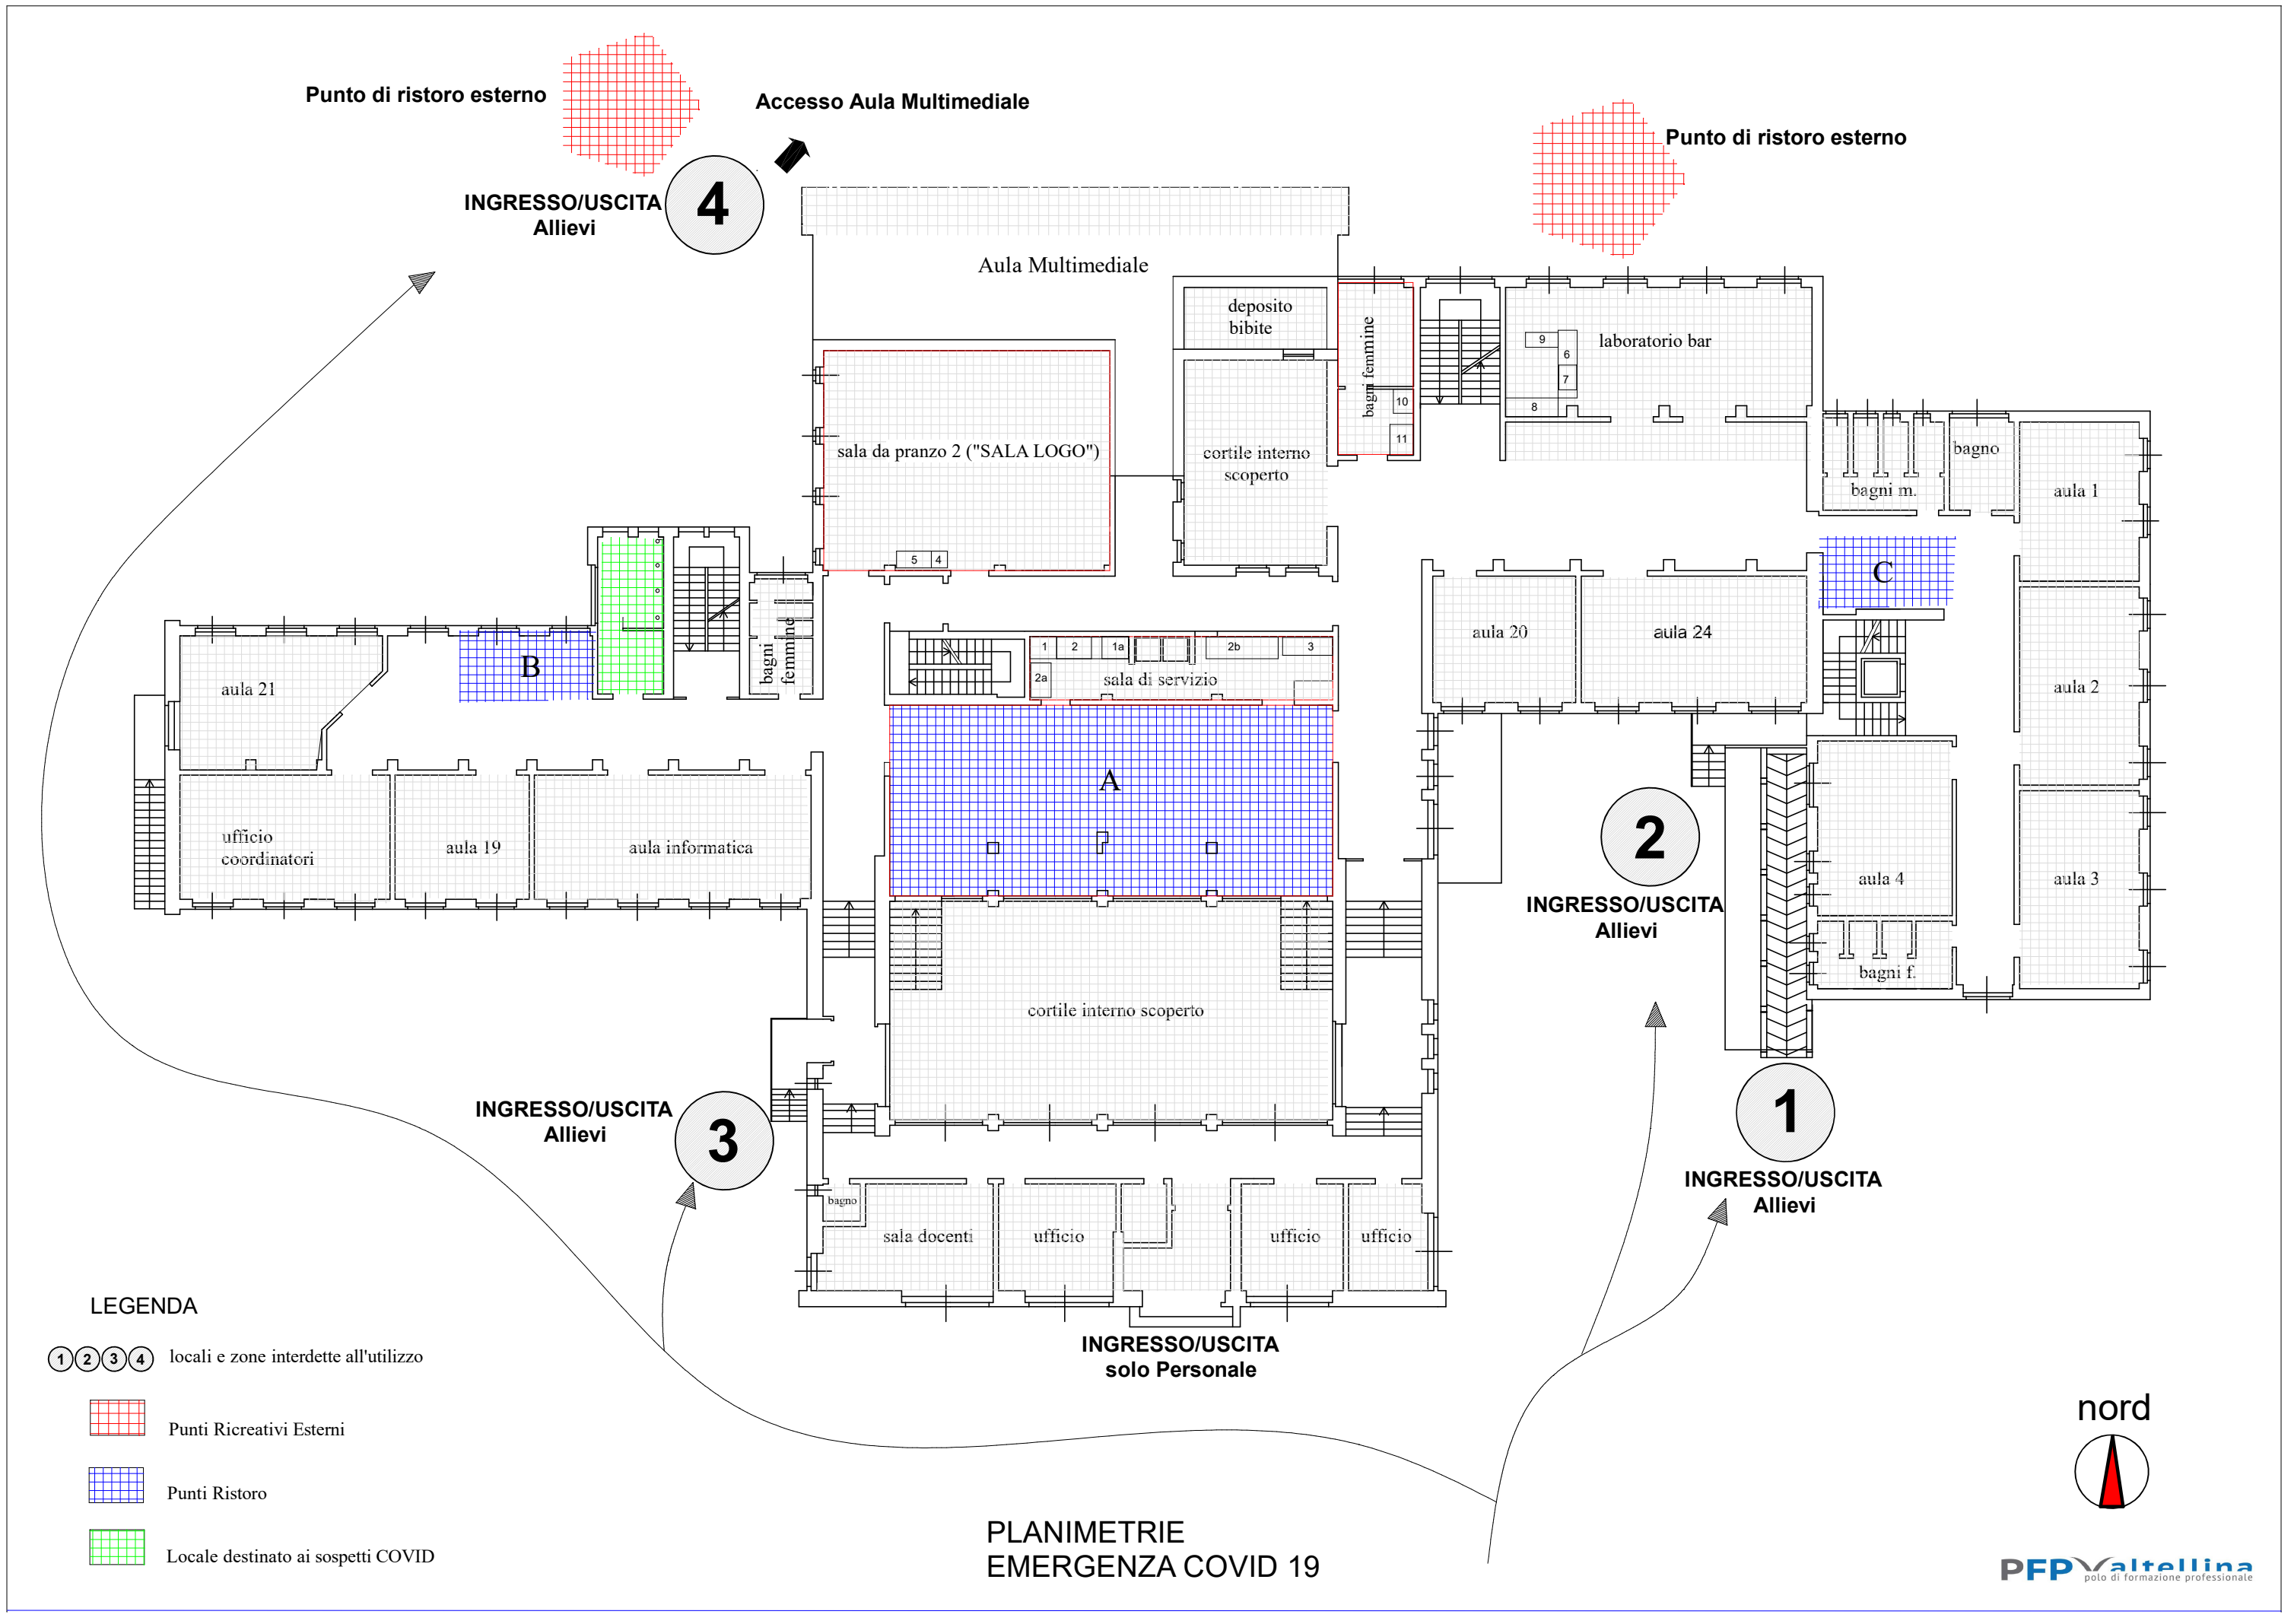 Punto di ristoro esterno
Accesso Aula Multimediale
Punto di ristoro esterno
INGRESSO/USCITA
Allievi
4
Aula Multimediale
deposito
bibite
bagni femmine
10
11
laboratorio bar
9
6
7
8
sala da pranzo 2 ("SALA LOGO")
5
4
cortile interno
scoperto
bagni m.
bagno
aula 1
C
aula 20
aula 24
aula 2
aula 21
B
bagni
femmine
1
2
1a
2b
3
2a
sala di servizio
A
ufficio
coordinatori
aula 19
aula informatica
2
INGRESSO/USCITA
Allievi
aula 4
aula 3
bagni f.
cortile interno scoperto
INGRESSO/USCITA
Allievi
3
1
INGRESSO/USCITA
Allievi
bagno
sala docenti
ufficio
ufficio
ufficio
INGRESSO/USCITA
solo Personale
LEGENDA
1 2 3 4 locali e zone interdette all'utilizzo
Punti Ricreativi Esterni
Punti Ristoro
Locale destinato ai sospetti COVID
PLANIMETRIE
EMERGENZA COVID 19
nord
PFP Valtellina
polo di formazione professionale